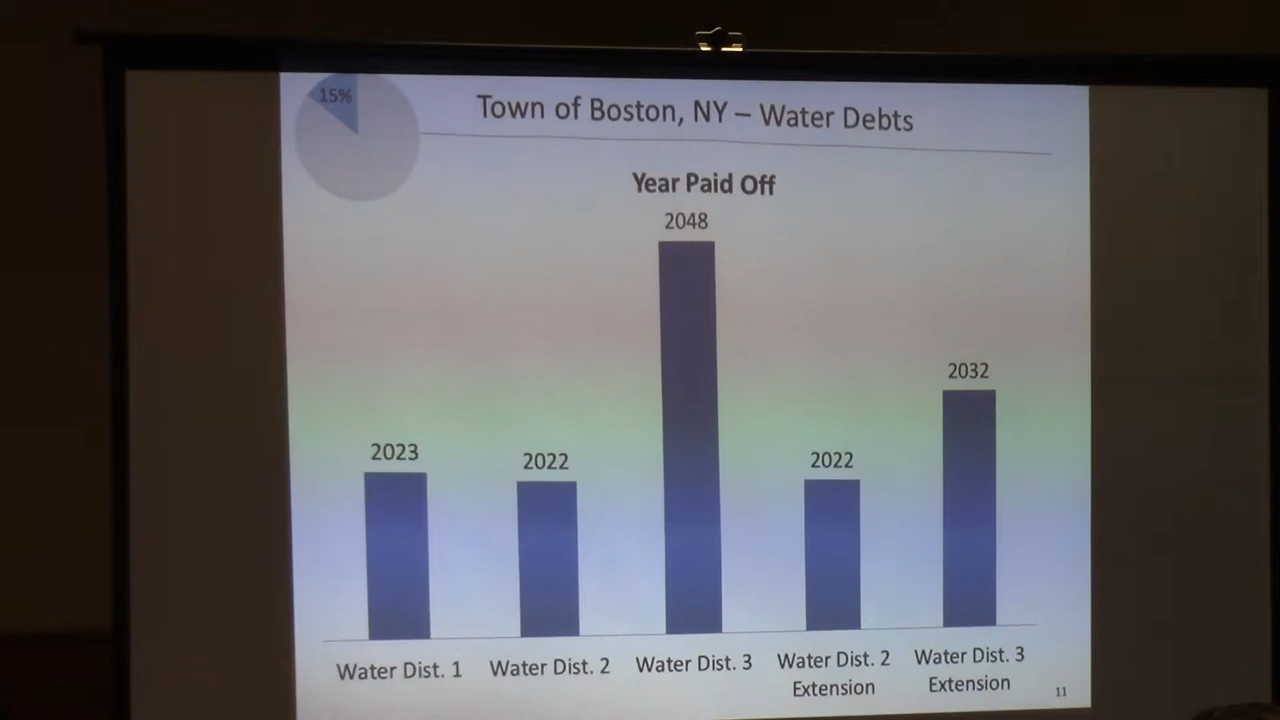 15%
Town of Boston, NY – Water Debts
Year Paid Off
2048
2032
2023
2022
2022
Water Dist. 1
Water Dist. 2
Water Dist. 3
Water Dist. 2
Extension
Water Dist. 3
Extension
11